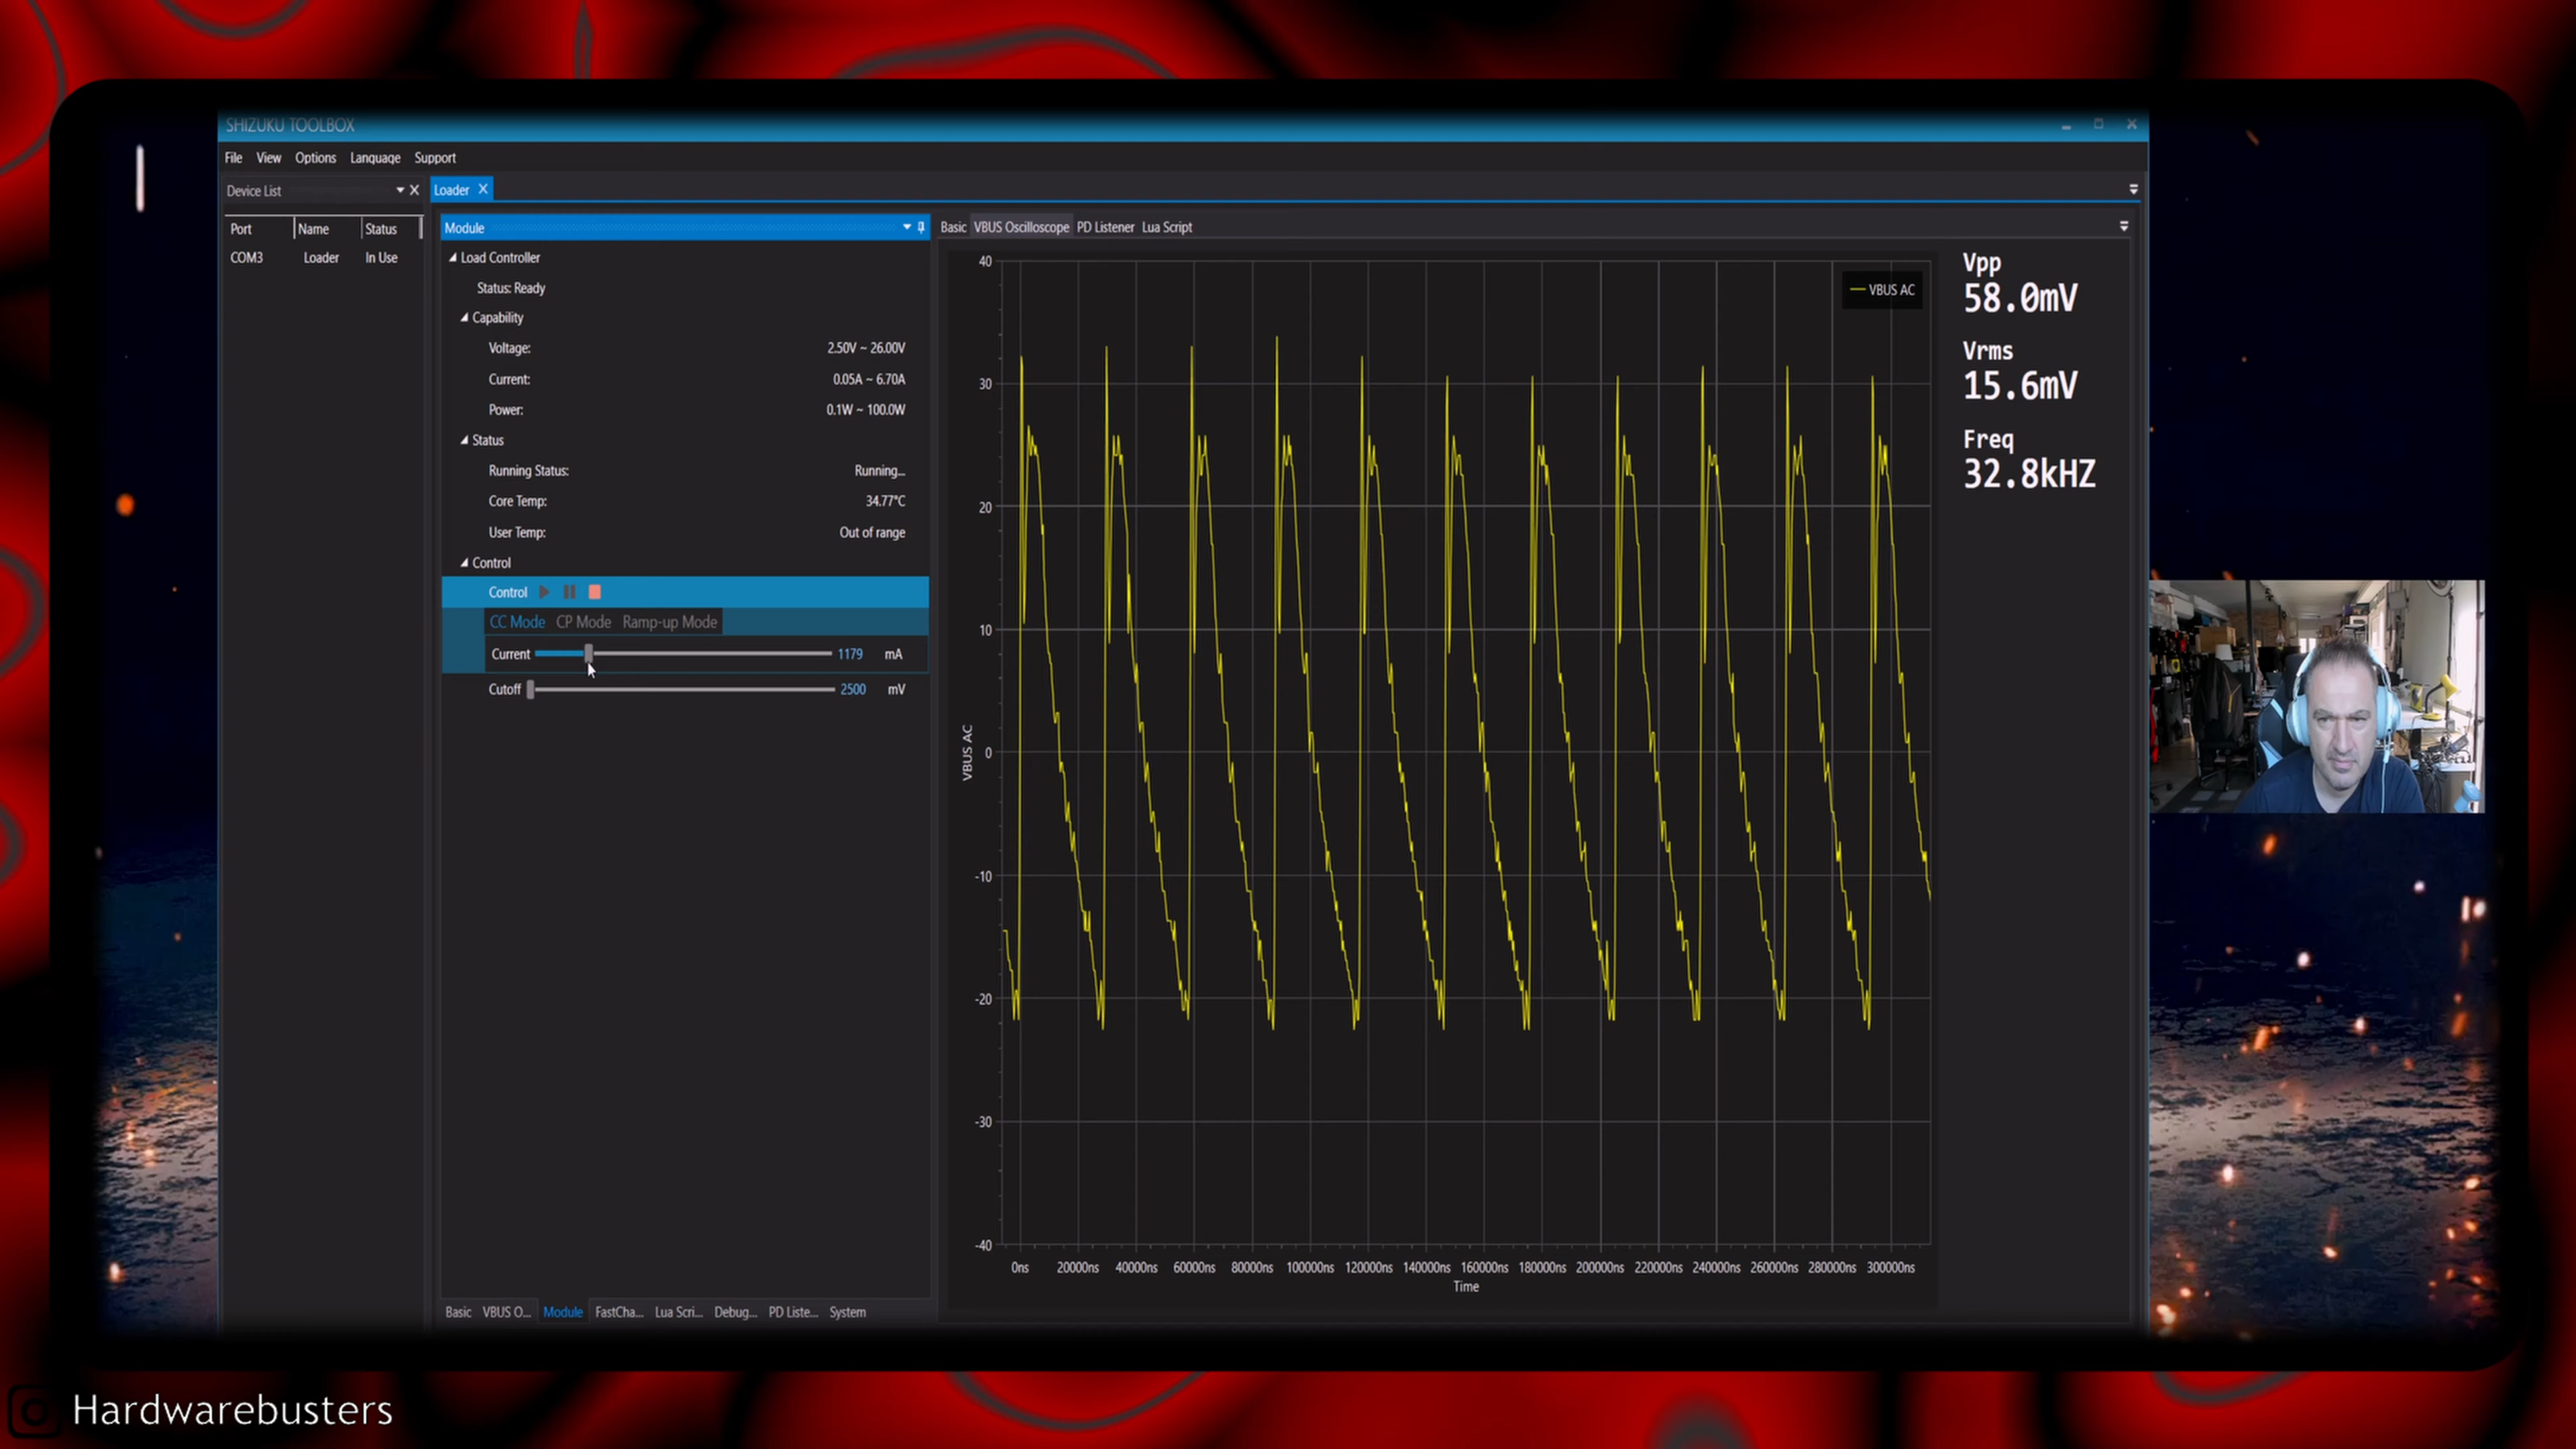 SHIZUKU TOOLBOX
File View Options Language Support
Device List
Port Name Status
COM3 Loader In Use
Loader
Module
Load Controller
Status: Ready
Capability
Voltage: 2.50V ~ 26.00V
Current: 0.05A ~ 6.70A
Power: 0.1W ~ 100.0W
Status
Running Status: Running...
Core Temp: 34.77°C
User Temp: Out of range
Control
Control
CC Mode CP Mode Ramp-up Mode
Current 1179 mA
Cutoff 2500 mV
Basic VBUS O... Module FastCha... Lua Scri... Debug... PD Liste... System
Basic VBUS Oscilloscope PD Listener Lua Script
VBUS AC
40
30
20
10
0
-10
-20
-30
-40
VBUS AC
0ns 20000ns 40000ns 60000ns 80000ns 100000ns 120000ns 140000ns 160000ns 180000ns 200000ns 220000ns 240000ns 260000ns 280000ns 300000ns
Time
Vpp
58.0mV
Vrms
15.6mV
Freq
32.8kHZ
Hardwarebusters